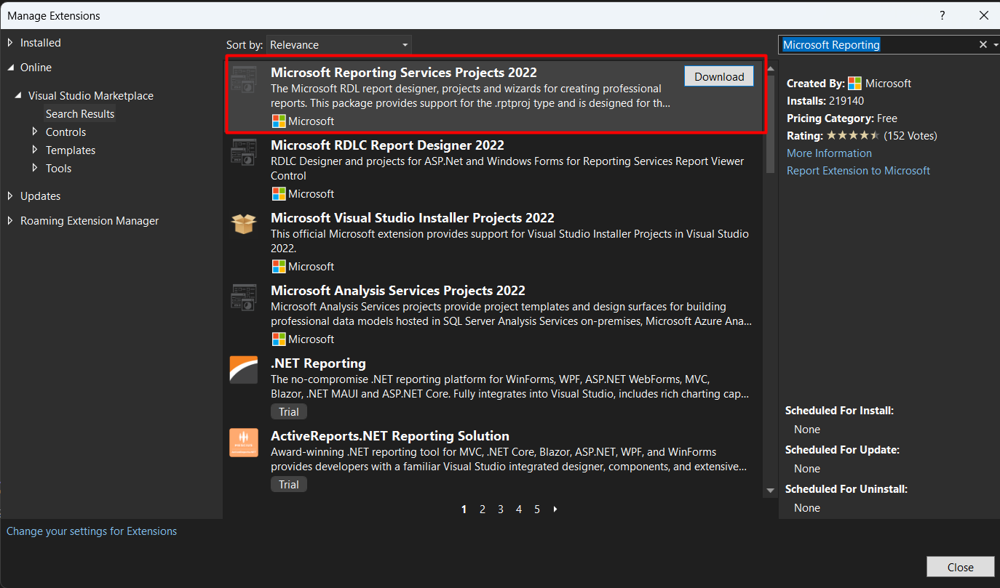 Manage Extensions
?
Installed
Online
Visual Studio Marketplace
Search Results
Controls
Templates
Tools
Updates
Roaming Extension Manager
Sort by: Relevance
Microsoft Reporting Services Projects 2022
Download
The Microsoft RDL report designer, projects and wizards for creating professional
reports. This package provides support for the .rptproj type and is designed for th...
Microsoft
Microsoft RDLC Report Designer 2022
RDLC Designer and projects for ASP.Net and Windows Forms for Reporting Services Report Viewer
Control
Microsoft
Microsoft Visual Studio Installer Projects 2022
This official Microsoft extension provides support for Visual Studio Installer Projects in Visual Studio
2022.
Microsoft
Microsoft Analysis Services Projects 2022
Microsoft Analysis Services projects provide project templates and design surfaces for building
professional data models hosted in SQL Server Analysis Services on-premises, Microsoft Azure Ana...
Microsoft
.NET Reporting
The no-compromise .NET reporting platform for WinForms, WPF, ASP.NET WebForms, MVC,
Blazor, .NET MAUI and ASP.NET Core. Fully integrates into Visual Studio, includes rich charting cap...
Trial
ActiveReports.NET Reporting Solution
Award-winning .NET reporting tool for MVC, .NET Core, Blazor, ASP.NET, WPF, and WinForms
provides developers with a familiar Visual Studio integrated designer, components, and extensive...
Trial
1 2 3 4 5
Microsoft Reporting
Created By: Microsoft
Installs: 219140
Pricing Category: Free
Rating: (152 Votes)
More Information
Report Extension to Microsoft
Scheduled For Install:
None
Scheduled For Update:
None
Scheduled For Uninstall:
None
Change your settings for Extensions
Close